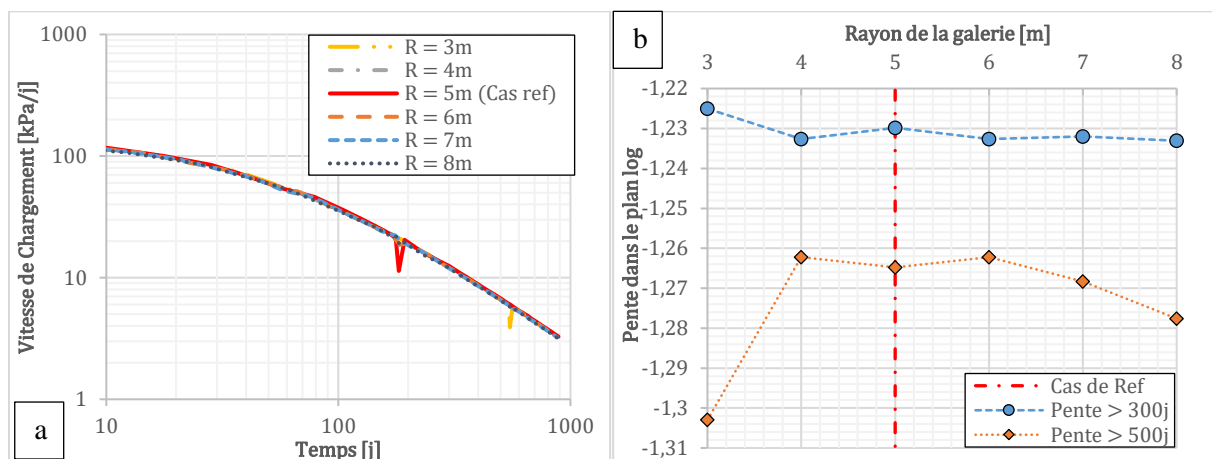 1000
100
10
1
10
100
1000
Vitesse de Chargement [kPa/j]
Temps [j]
R = 3m
R = 4m
R = 5m (Cas ref)
R = 6m
R = 7m
R = 8m
a
b
Rayon de la galerie [m]
3 4 5 6 7 8
Pente dans le plan log
-1,22
-1,23
-1,24
-1,25
-1,26
-1,27
-1,28
-1,29
-1,3
-1,31
Cas de Ref
Pente > 300j
Pente > 500j